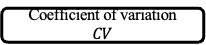 Coefficient of variation
CV